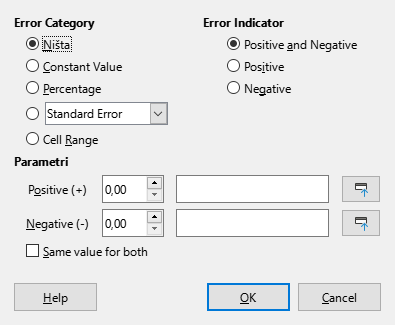 Error Category
Error Indicator
Ništa
Positive and Negative
Constant Value
Positive
Percentage
Negative
Standard Error
Cell Range
Parametri
Positive (+)
0,00
Negative (-)
0,00
Same value for both
Help
OK
Cancel